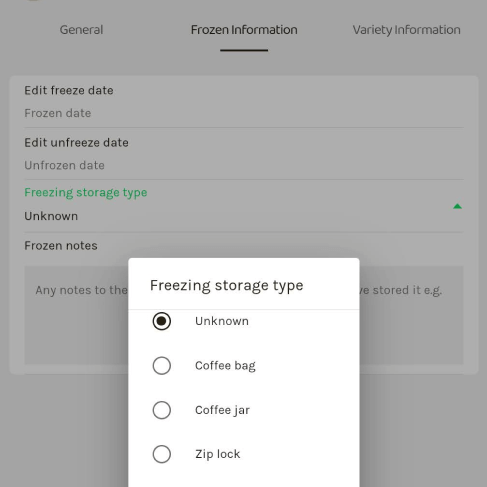 General Frozen Information Variety Information
Edit freeze date
Frozen date
Edit unfreeze date
Unfrozen date
Freezing storage type
Unknown
Frozen notes
Any notes to the ve stored it e.g.
Freezing storage type
Unknown
Coffee bag
Coffee jar
Zip lock